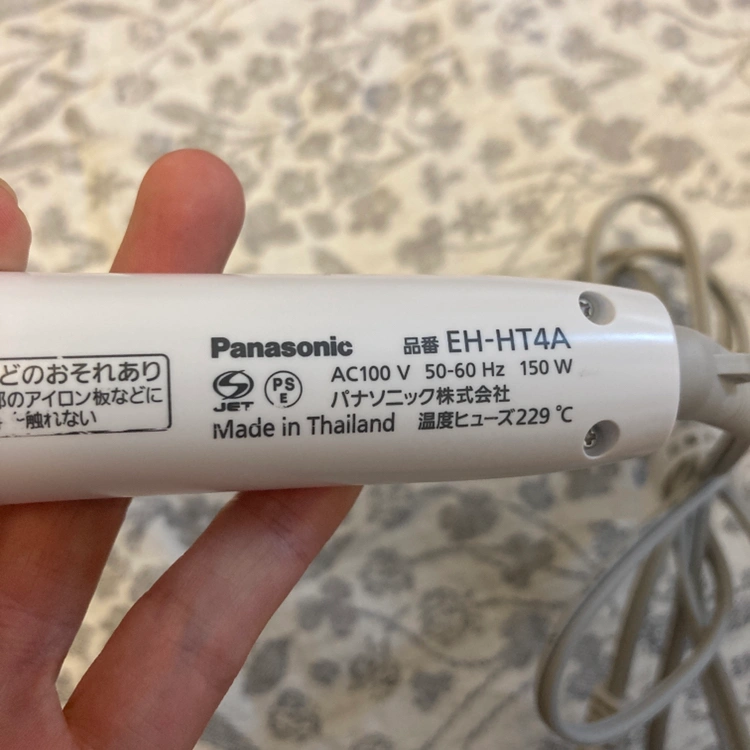 どのおそれあり
のアイロン板などに
触れない
Panasonic 品番 EH-HT4A
JET PS E AC100 V 50-60 Hz 150 W
パナソニック株式会社
Made in Thailand 温度ヒューズ229 ℃